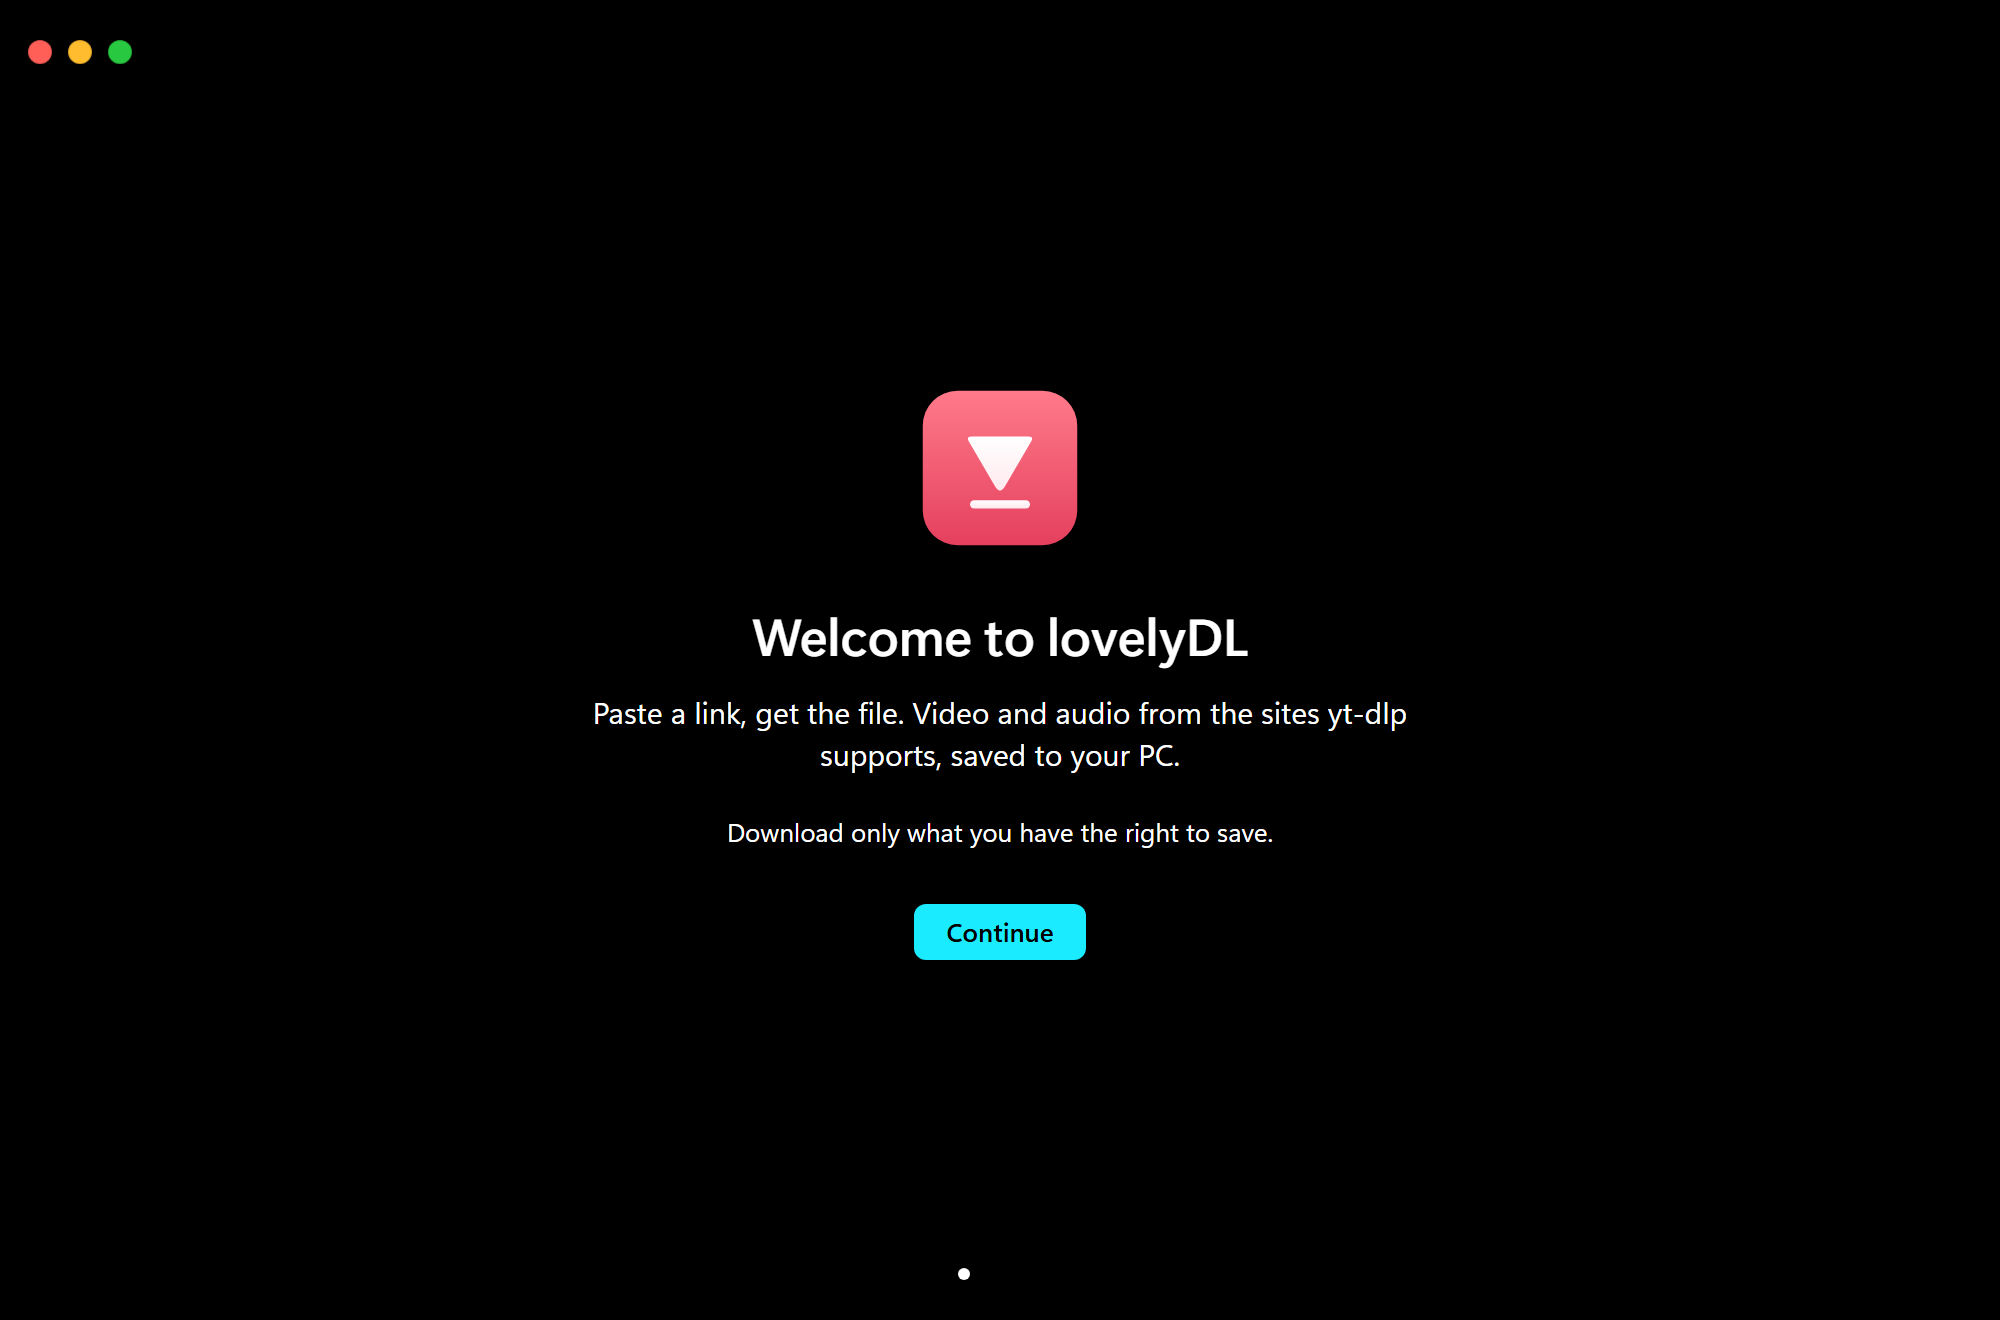 Welcome to lovelyDL
Paste a link, get the file. Video and audio from the sites yt-dlp
supports, saved to your PC.
Download only what you have the right to save.
Continue